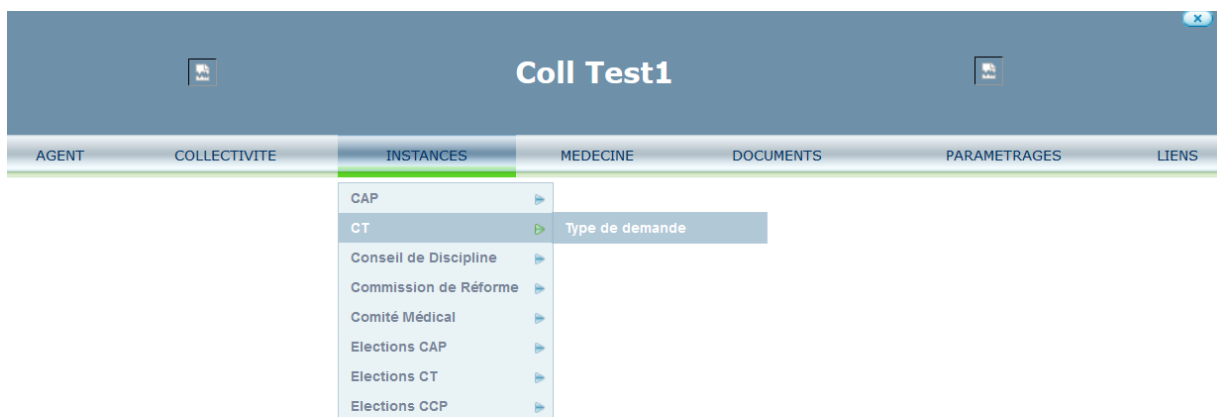 Coll Test1
AGENT COLLECTIVITE INSTANCES MEDECINE DOCUMENTS PARAMETRAGES LIENS
CAP
CT Type de demande
Conseil de Discipline
Commission de Réforme
Comité Médical
Elections CAP
Elections CT
Elections CCP